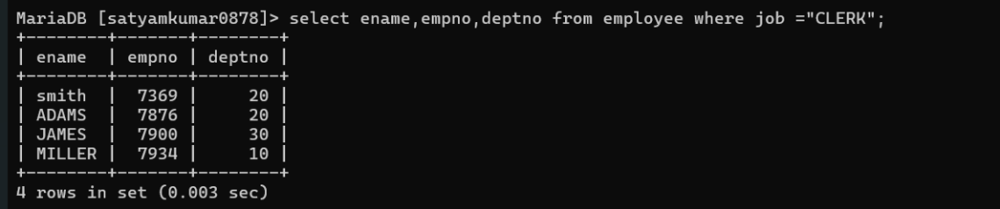 MariaDB [satyamkumar0878]> select ename,empno,deptno from employee where job ="CLERK";
+--------+-------+--------+
| ename  | empno | deptno |
+--------+-------+--------+
| smith  |  7369 |     20 |
| ADAMS  |  7876 |     20 |
| JAMES  |  7900 |     30 |
| MILLER |  7934 |     10 |
+--------+-------+--------+
4 rows in set (0.003 sec)